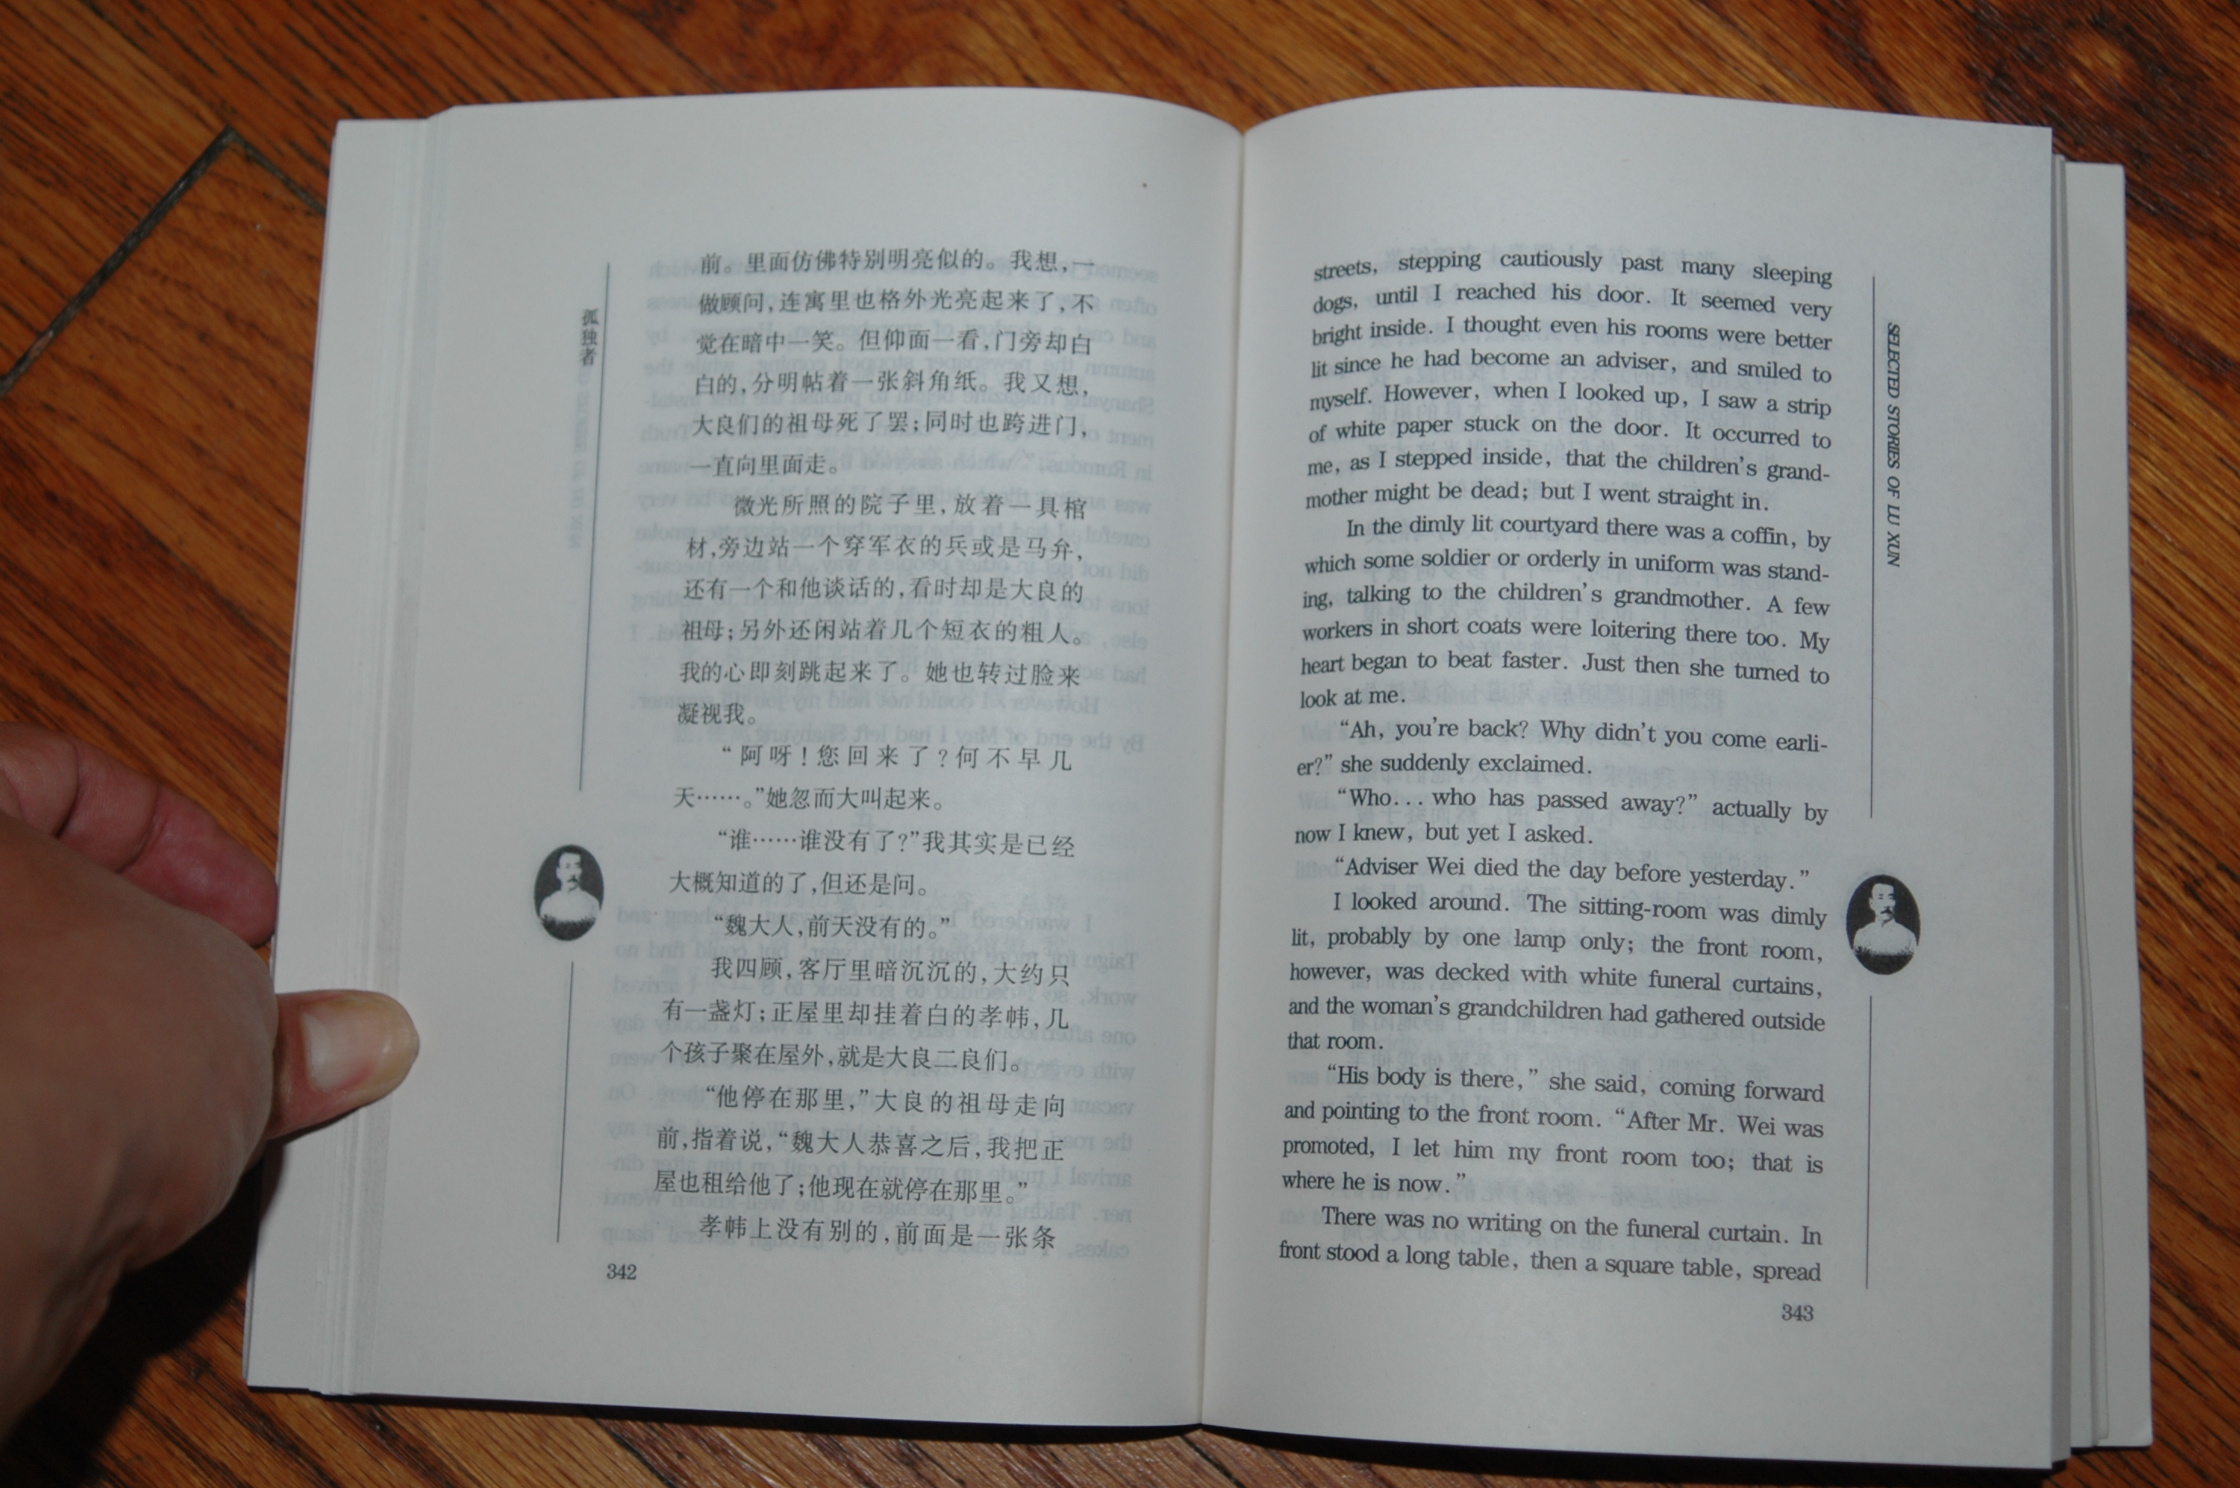 孤独者
前。里面仿佛特别明亮似的。我想,一
做顾问,连寓里也格外光亮起来了,不
觉在暗中一笑。但仰面一看,门旁却白
白的,分明帖着一张斜角纸。我又想,
大良们的祖母死了罢;同时也跨进门,
一直向里面走。
微光所照的院子里,放着一具棺
材,旁边站一个穿军衣的兵或是马弁,
还有一个和他谈话的,看时却是大良的
祖母;另外还闲站着几个短衣的粗人。
我的心即刻跳起来了。她也转过脸来
凝视我。
“阿呀!您回来了?何不早几
天……。”她忽而大叫起来。
“谁……谁没有了?”我其实是已经
大概知道的了,但还是问。
“魏大人,前天没有的。”
我四顾,客厅里暗沉沉的,大约只
有一盏灯;正屋里却挂着白的孝帏,几
个孩子聚在屋外,就是大良二良们。
“他停在那里,”大良的祖母走向
前,指着说,“魏大人恭喜之后,我把正
屋也租给他了;他现在就停在那里。”
孝帏上没有别的,前面是一张条
342
SELECTED STORIES OF LU XUN
streets, stepping cautiously past many sleeping
dogs, until I reached his door. It seemed very
bright inside. I thought even his rooms were better
lit since he had become an adviser, and smiled to
myself. However, when I looked up, I saw a strip
of white paper stuck on the door. It occurred to
me, as I stepped inside, that the children's grand-
mother might be dead; but I went straight in.
In the dimly lit courtyard there was a coffin, by
which some soldier or orderly in uniform was stand-
ing, talking to the children's grandmother. A few
workers in short coats were loitering there too. My
heart began to beat faster. Just then she turned to
look at me.
“Ah, you're back? Why didn't you come earli-
er?” she suddenly exclaimed.
“Who... who has passed away?” actually by
now I knew, but yet I asked.
“Adviser Wei died the day before yesterday.”
I looked around. The sitting-room was dimly
lit, probably by one lamp only; the front room,
however, was decked with white funeral curtains,
and the woman's grandchildren had gathered outside
that room.
“His body is there,” she said, coming forward
and pointing to the front room. “After Mr. Wei was
promoted, I let him my front room too; that is
where he is now.”
There was no writing on the funeral curtain. In
front stood a long table, then a square table, spread
343